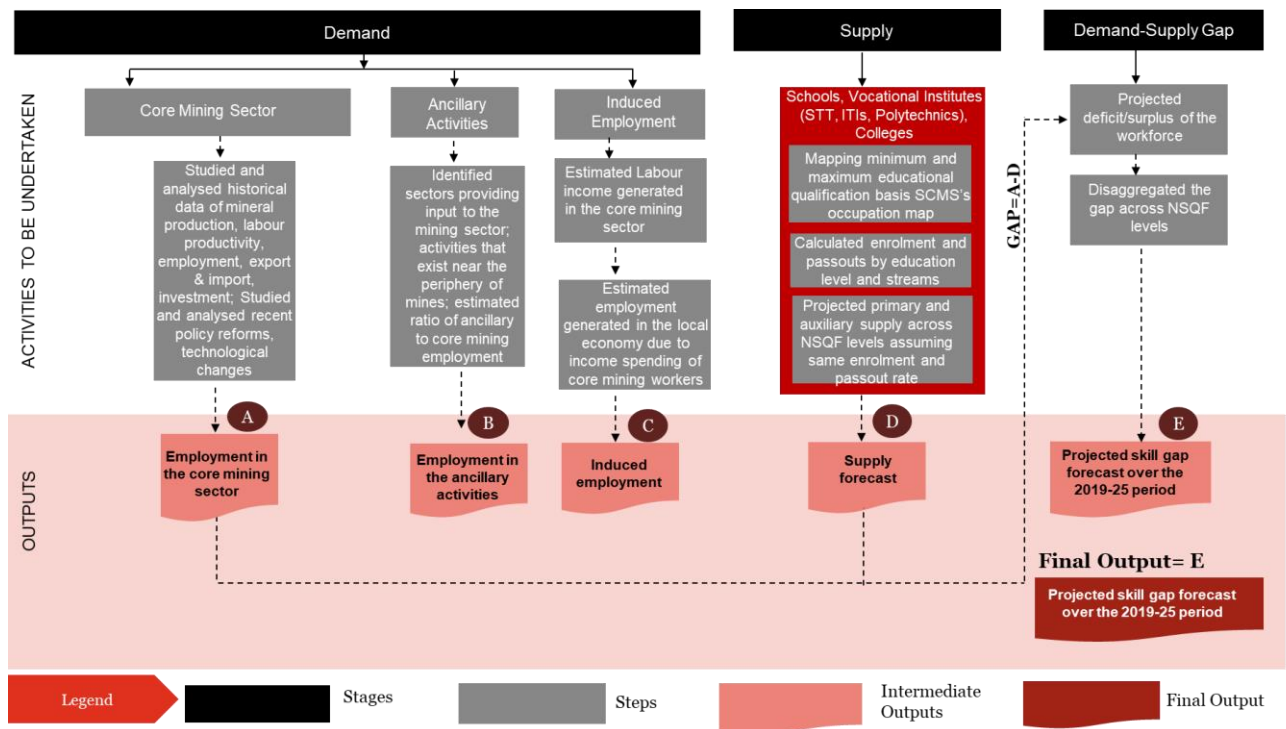 Demand
Supply
Demand-Supply Gap
ACTIVITIES TO BE UNDERTAKEN
Core Mining Sector
Studied and
analysed historical
data of mineral
production, labour
productivity,
employment, export
& import,
investment; Studied
and analysed recent
policy reforms,
technological
changes
Ancillary
Activities
Identified
sectors providing
input to the
mining sector;
activities that
exist near the
periphery of
mines; estimated
ratio of ancillary
to core mining
employment
Induced
Employment
Estimated Labour
income generated
in the core mining
sector
Estimated
employment
generated in the local
economy due to
income spending of
core mining workers
Schools, Vocational Institutes
(STT, ITIs, Polytechnics),
Colleges
Mapping minimum and
maximum educational
qualification basis SCMS's
occupation map
Calculated enrolment and
passouts by education
level and streams
Projected primary and
auxiliary supply across
NSQF levels assuming
same enrolment and
passout rate
GAP=A-D
Projected
deficit/surplus of the
workforce
Disaggregated the
gap across NSQF
levels
OUTPUTS
A
Employment in
the core mining
sector
B
Employment in
the ancillary
activities
C
Induced
employment
D
Supply
forecast
E
Projected skill gap
forecast over the
2019-25 period
Final Output= E
Projected skill gap forecast
over the 2019-25 period
Legend
Stages
Steps
Intermediate
Outputs
Final Output